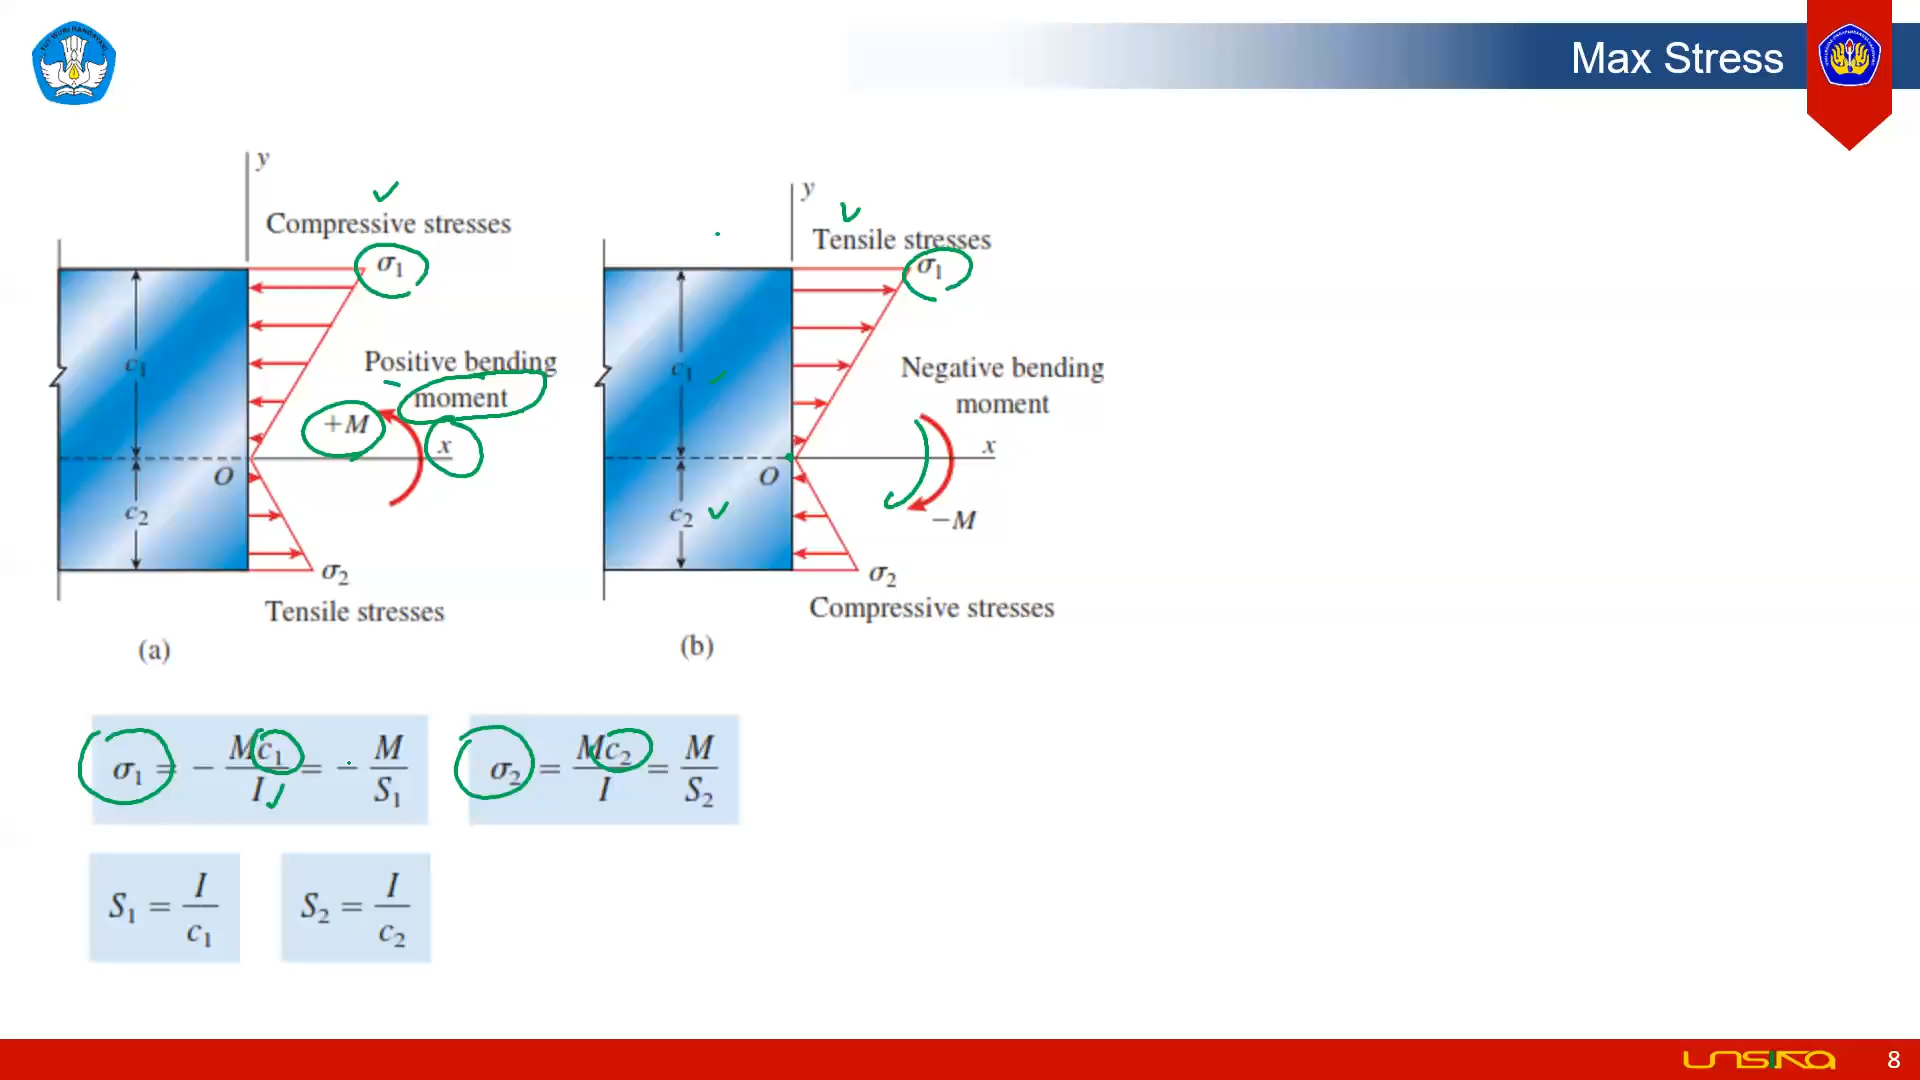 Max Stress
y
Compressive stresses
σ₁
c₁
Positive bending
moment
+M
x
O
c₂
σ₂
Tensile stresses
(a)
y
Tensile stresses
σ₁
c₁
Negative bending
moment
x
O
c₂
−M
σ₂
Compressive stresses
(b)
σ₁ = − Mc₁/I = − M/S₁
σ₂ = Mc₂/I = M/S₂
S₁ = I/c₁
S₂ = I/c₂
UNSIKA
8